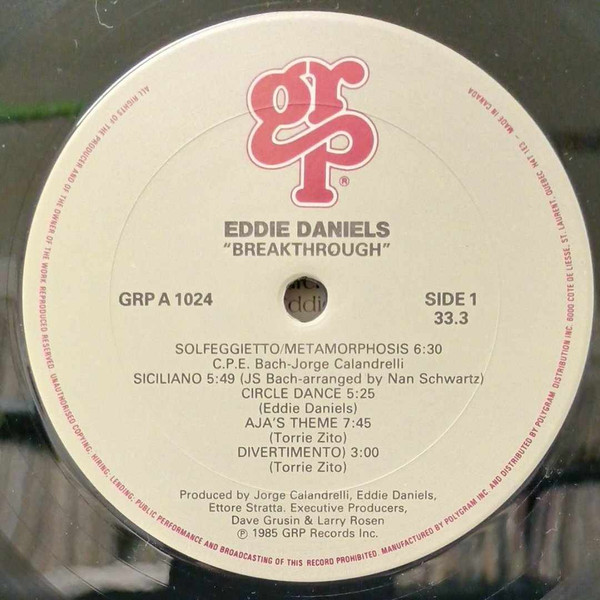 grp®
EDDIE DANIELS
"BREAKTHROUGH"
GRP A 1024
SIDE 1
33.3
SOLFEGGIETTO/METAMORPHOSIS 6:30
C.P.E. Bach-Jorge Calandrelli
SICILIANO 5:49 (JS Bach-arranged by Nan Schwartz)
CIRCLE DANCE 5:25
(Eddie Daniels)
AJA'S THEME 7:45
(Torrie Zito)
DIVERTIMENTO) 3:00
(Torrie Zito)
Produced by Jorge Calandrelli, Eddie Daniels,
Ettore Stratta. Executive Producers,
Dave Grusin & Larry Rosen
℗ 1985 GRP Records Inc.
ALL RIGHTS OF THE PRODUCER AND OF THE OWNER OF THE WORK REPRODUCED RESERVED. UNAUTHORISED COPYING, HIRING, LENDING, PUBLIC PERFORMANCE AND BROADCASTING OF THIS RECORD PROHIBITED. MANUFACTURED BY POLYGRAM INC. AND DISTRIBUTED BY POLYGRAM DISTRIBUTION INC. 6000 COTE DE LIESSE, ST. LAURENT, QUEBEC, H4T 1E3 – MADE IN CANADA
Eddi